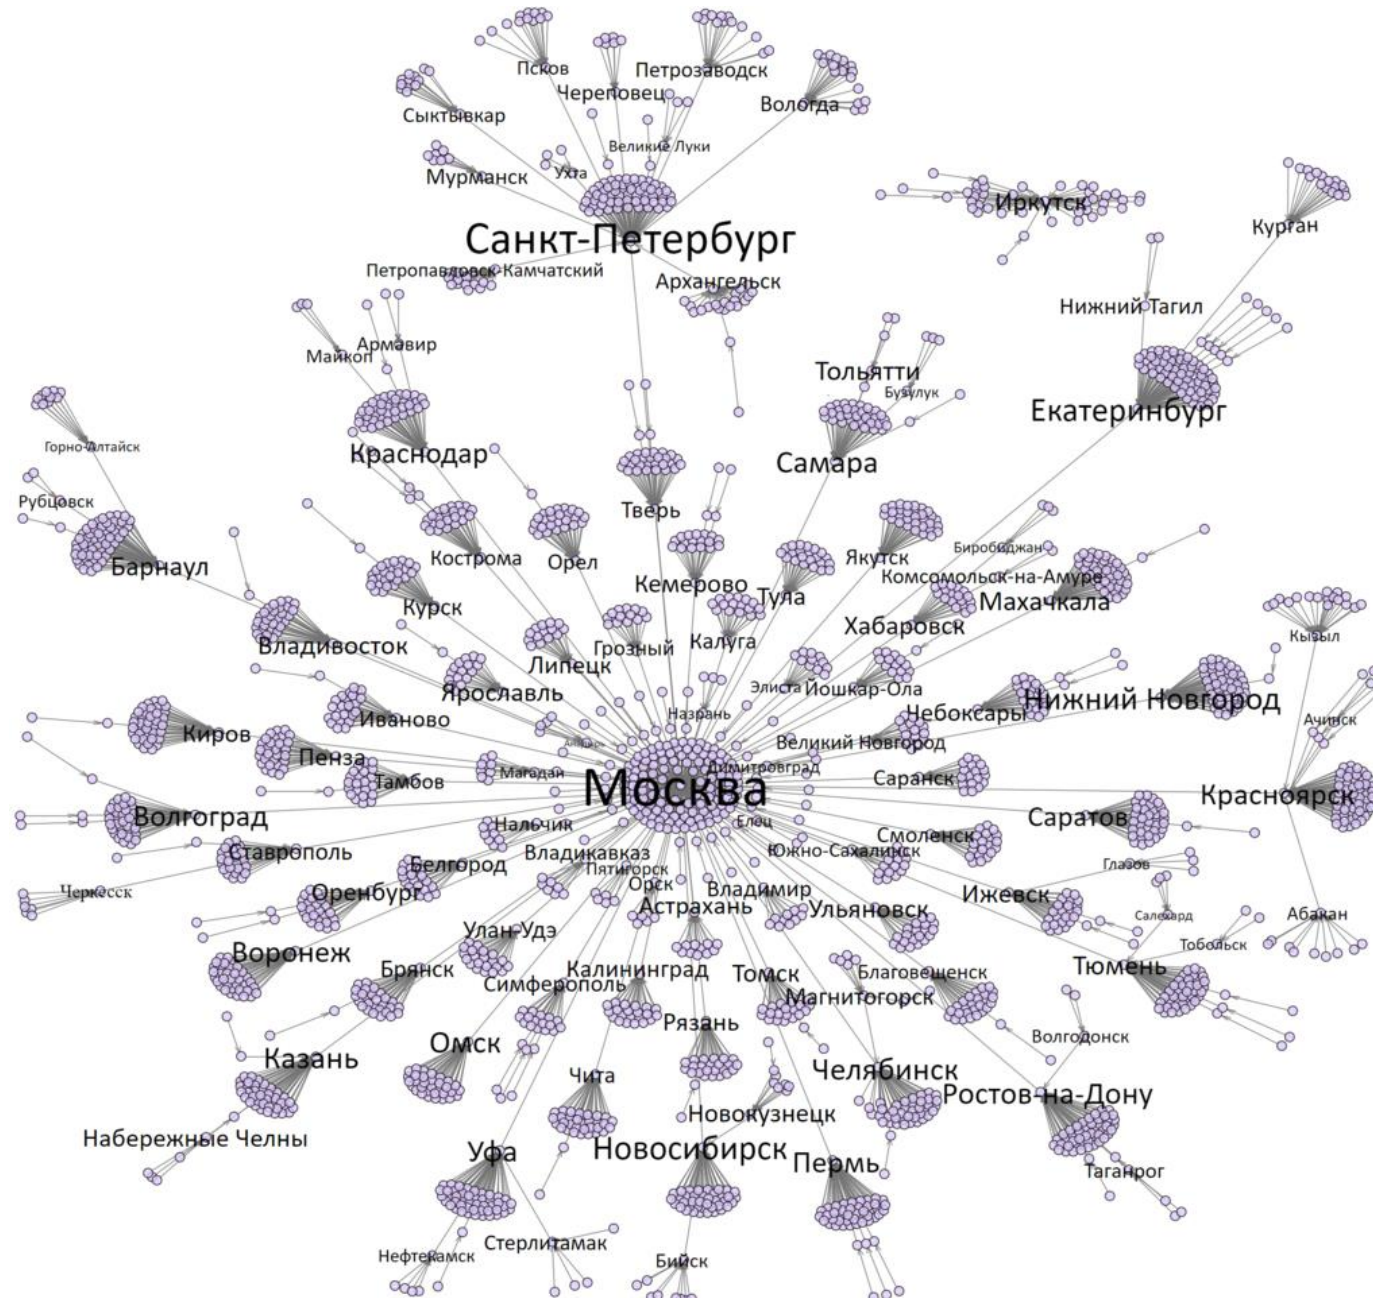 Псков
Петрозаводск
Череповец
Вологда
Сыктывкар
Великие Луки
Ухта
Мурманск
Иркутск
Курган
Санкт-Петербург
Петропавловск-Камчатский
Архангельск
Нижний Тагил
Армавир
Майкоп
Тольятти
Бузулук
Екатеринбург
Горно-Алтайск
Краснодар
Самара
Рубцовск
Тверь
Барнаул
Кострома
Орел
Кемерово
Якутск
Биробиджан
Комсомольск-на-Амуре
Тула
Махачкала
Курск
Хабаровск
Кызыл
Владивосток
Грозный
Калуга
Липецк
Ярославль
Элиста
Йошкар-Ола
Нижний Новгород
Чебоксары
Назрань
Иваново
Ачинск
Киров
Великий Новгород
Пенза
Димитровград
Магадан
Тамбов
Саранск
Москва
Красноярск
Волгоград
Саратов
Нальчик
Елец
Смоленск
Ставрополь
Владикавказ
Южно-Сахалинск
Белгород
Пятигорск
Глазов
Орск
Черкесск
Оренбург
Владимир
Ижевск
Астрахань
Ульяновск
Салехард
Абакан
Улан-Удэ
Тобольск
Воронеж
Брянск
Калининград
Томск
Благовещенск
Тюмень
Симферополь
Магнитогорск
Рязань
Волгодонск
Омск
Казань
Чита
Челябинск
Ростов-на-Дону
Новокузнецк
Набережные Челны
Уфа
Новосибирск
Пермь
Таганрог
Стерлитамак
Нефтекамск
Бийск